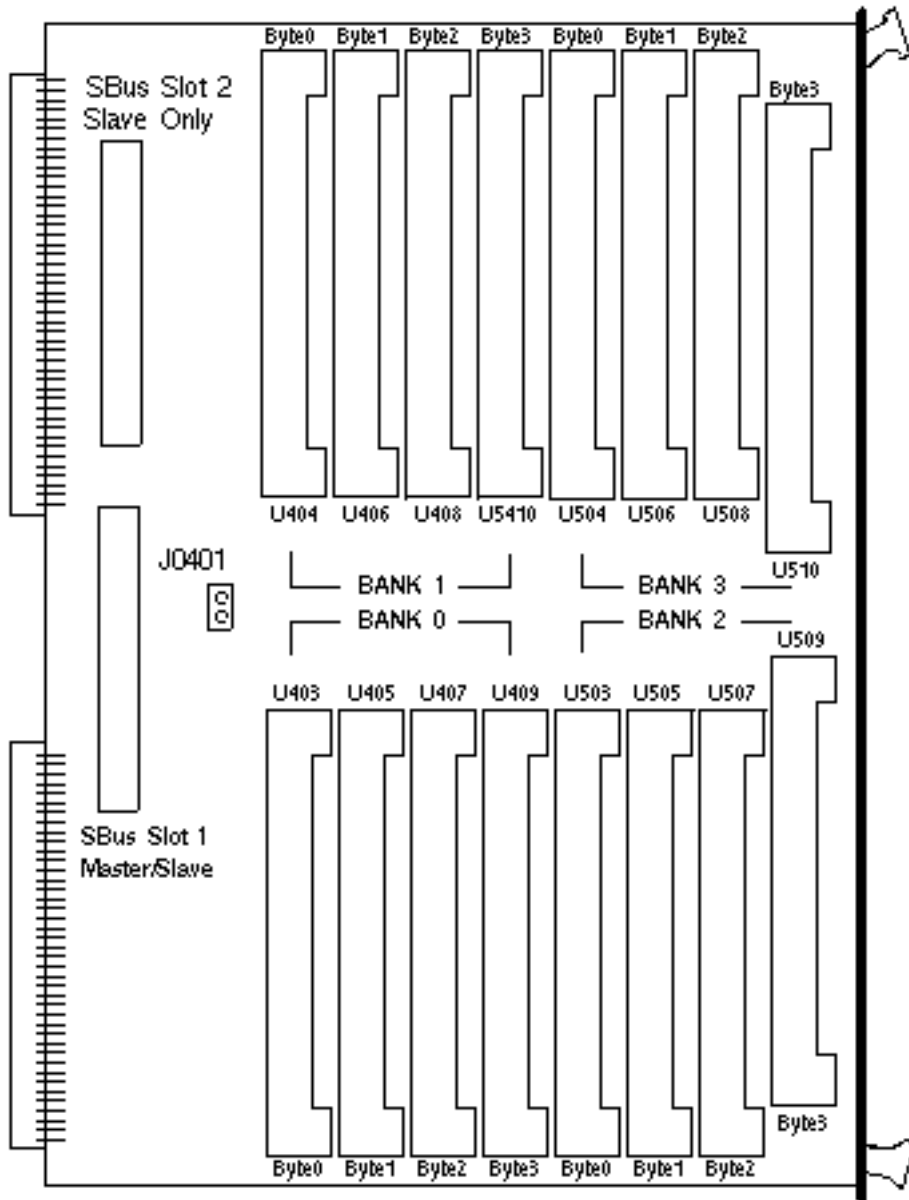 Byte0 Byte1 Byte2 Byte3 Byte0 Byte1 Byte2
Byte3
SBus Slot 2
Slave Only
U404 U406 U408 U5410 U504 U506 U508
U510
J0401
BANK 1 BANK 3
BANK 0 BANK 2
U509
U403 U405 U407 U409 U503 U505 U507
SBus Slot 1
Master/Slave
Byte3
Byte0 Byte1 Byte2 Byte3 Byte0 Byte1 Byte2